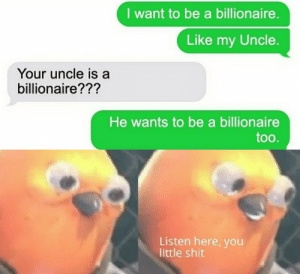 I want to be a billionaire.
Like my Uncle.
Your uncle is a
billionaire???
He wants to be a billionaire
too.
Listen here, you
little shit